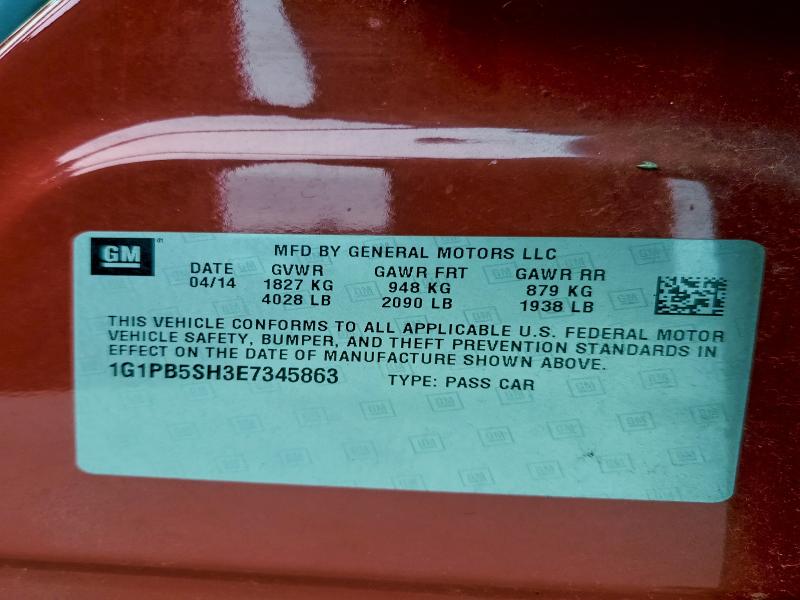 GM
MFD BY GENERAL MOTORS LLC
DATE GVWR GAWR FRT GAWR RR
04/14 1827 KG 948 KG 879 KG
4028 LB 2090 LB 1938 LB
THIS VEHICLE CONFORMS TO ALL APPLICABLE U.S. FEDERAL MOTOR
VEHICLE SAFETY, BUMPER, AND THEFT PREVENTION STANDARDS IN
EFFECT ON THE DATE OF MANUFACTURE SHOWN ABOVE.
1G1PB5SH3E7345863 TYPE: PASS CAR